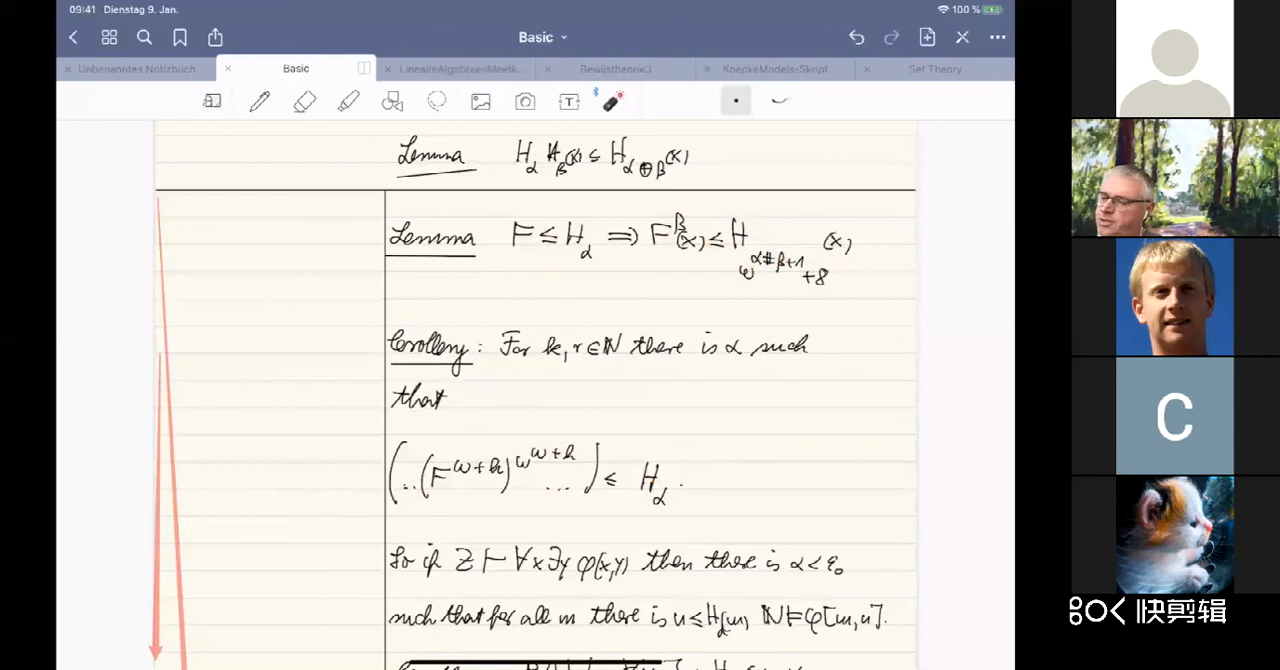 09:41 Dienstag 9. Jan.
100 %
Basic
Unbenanntes Notizbuch
Basic
LineaireAlgebraenMeetk...
Bewijstheorie3
KoepkeModels-Skript
Set Theory
Lemma H_α H_β(x) ≤ H_{α⊕β}(x)
Lemma F ≤ H_α ⟹ F^β(x) ≤ H_{ω^{α#β+1}+8}(x)
Corollary: For k, r ∈ ℕ there is α such
that
(...(F^{ω+k})^{ω^{ω+k}} ...) ≤ H_α.
So if Z ⊢ ∀x∃y φ(x,y) then there is α < ε₀
such that for all m there is n ≤ H_α(m) ℕ ⊨ φ[m,n].
C
快剪辑